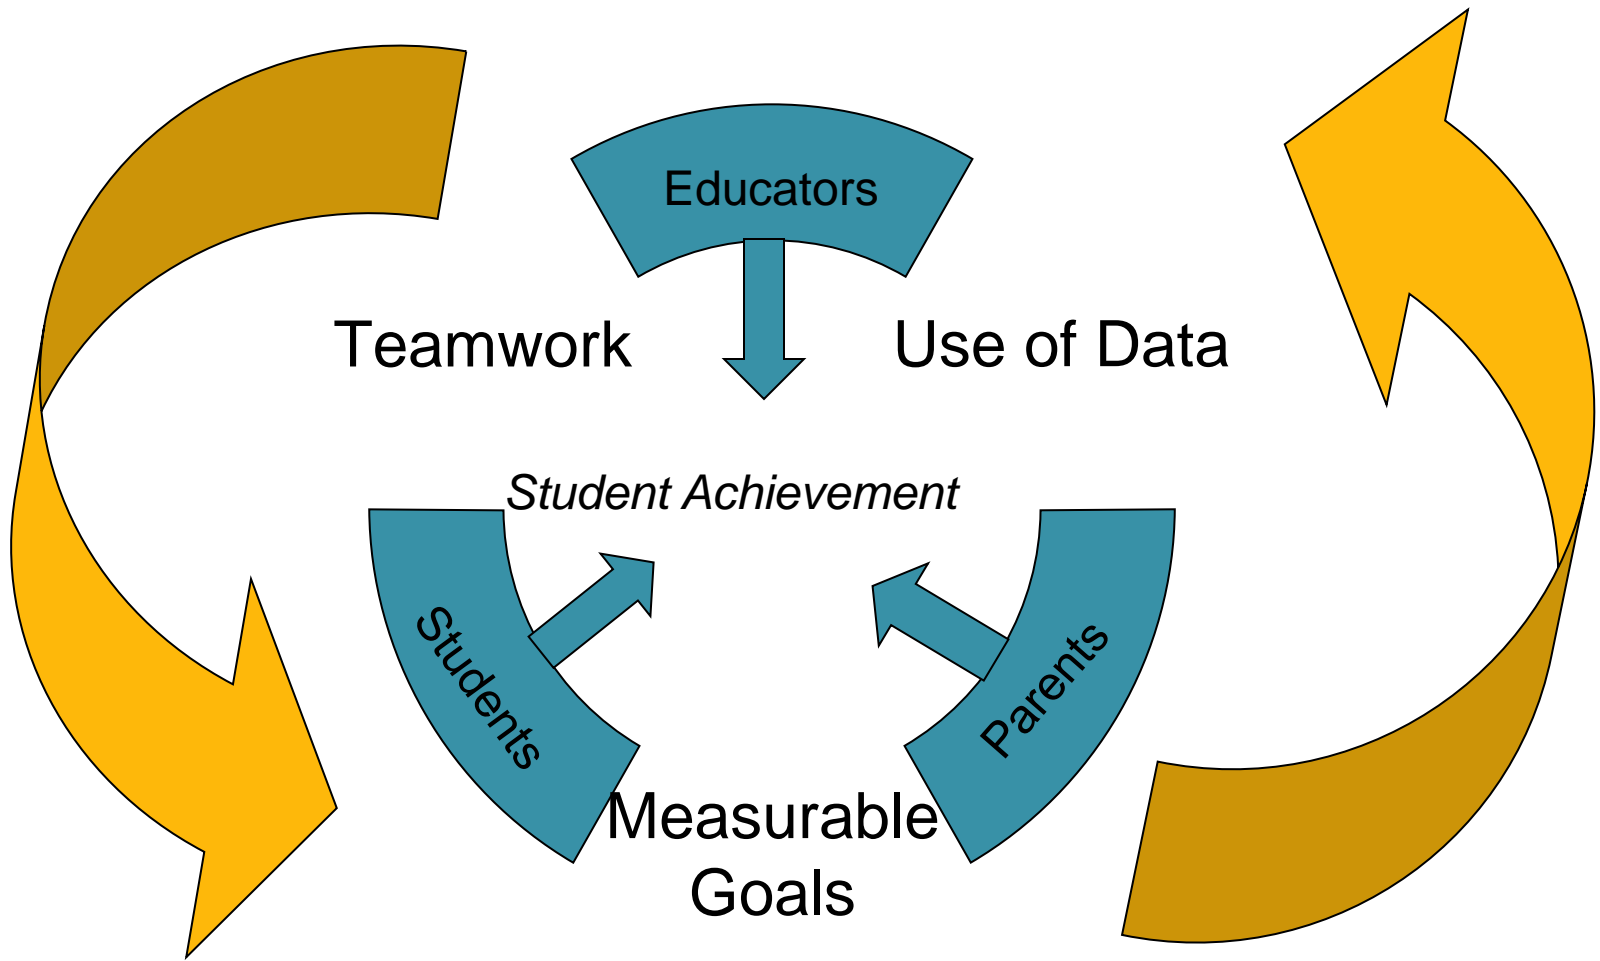 Educators
Teamwork
Use of Data
Student Achievement
Students
Parents
Measurable
Goals